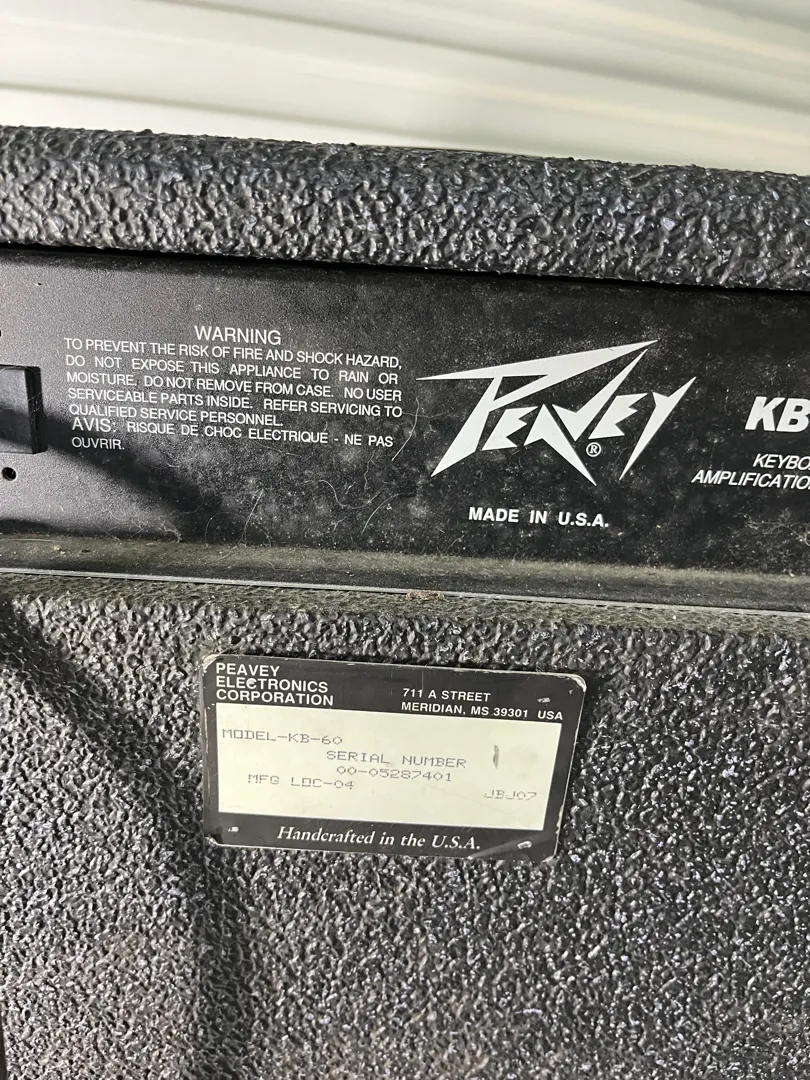 WARNING
TO PREVENT THE RISK OF FIRE AND SHOCK HAZARD,
DO NOT EXPOSE THIS APPLIANCE TO RAIN OR
MOISTURE. DO NOT REMOVE FROM CASE. NO USER
SERVICEABLE PARTS INSIDE. REFER SERVICING TO
QUALIFIED SERVICE PERSONNEL.
AVIS: RISQUE DE CHOC ELECTRIQUE - NE PAS
OUVRIR.
PEAVEY®
MADE IN U.S.A.
KB
KEYBO
AMPLIFICATIO
PEAVEY
ELECTRONICS
CORPORATION
711 A STREET
MERIDIAN, MS 39301 USA
MODEL-KB-60
SERIAL NUMBER
00-05287401
MFG LOC-04
JBJ07
Handcrafted in the U.S.A.